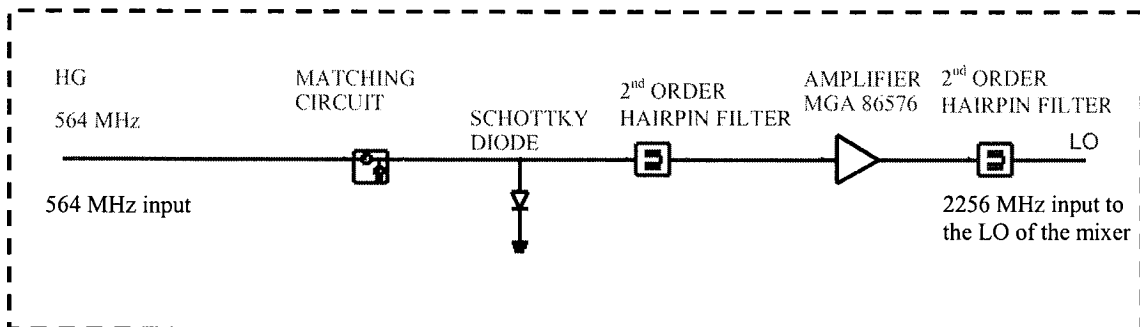 HG
564 MHz
564 MHz input
MATCHING
CIRCUIT
SCHOTTKY
DIODE
2nd ORDER
HAIRPIN FILTER
AMPLIFIER
MGA 86576
2nd ORDER
HAIRPIN FILTER
LO
2256 MHz input to
the LO of the mixer